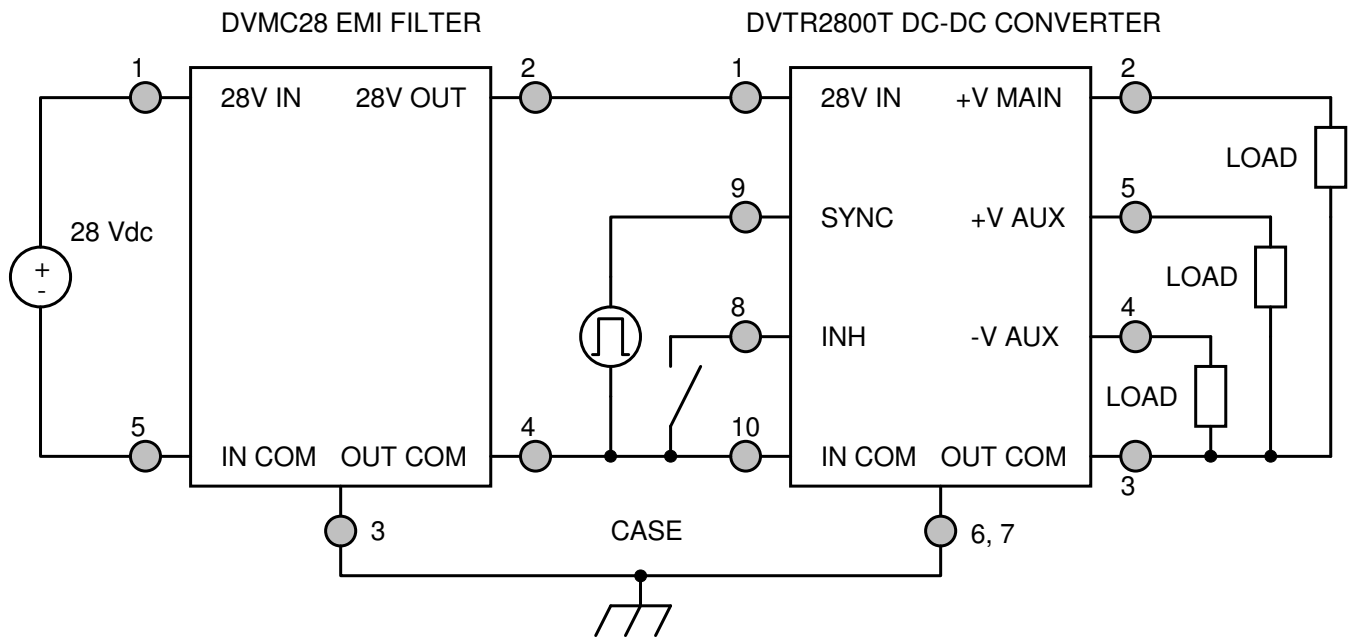 DVMC28 EMI FILTER
DVTR2800T DC-DC CONVERTER
1
28V IN
28V OUT
2
1
28V IN
+V MAIN
2
LOAD
9
SYNC
+V AUX
5
28 Vdc
+
-
LOAD
8
INH
-V AUX
4
LOAD
5
IN COM
OUT COM
4
10
IN COM
OUT COM
3
3
CASE
6, 7